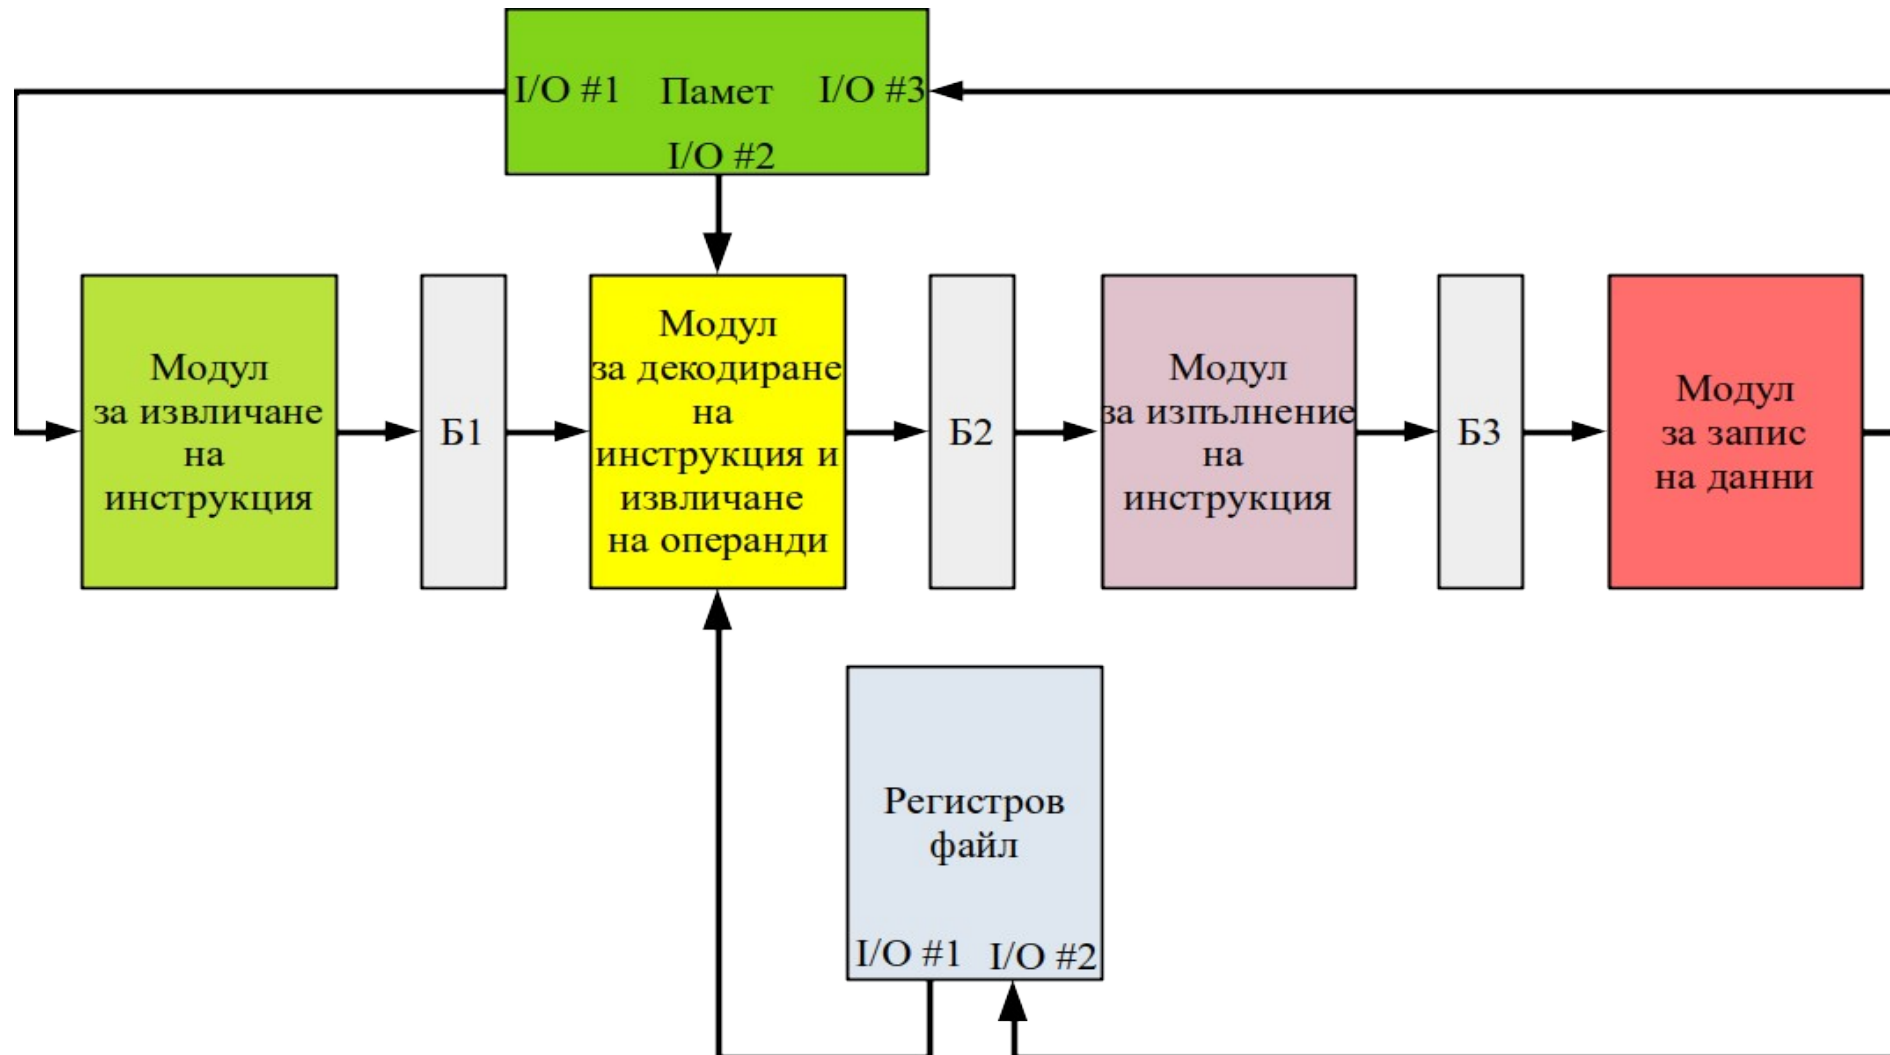 I/O #1 Памет I/O #3
I/O #2
Модул
за извличане
на
инструкция
Б1
Модул
за декодиране
на
инструкция и
извличане
на операнди
Б2
Модул
за изпълнение
на
инструкция
Б3
Модул
за запис
на данни
Регистров
файл
I/O #1 I/O #2